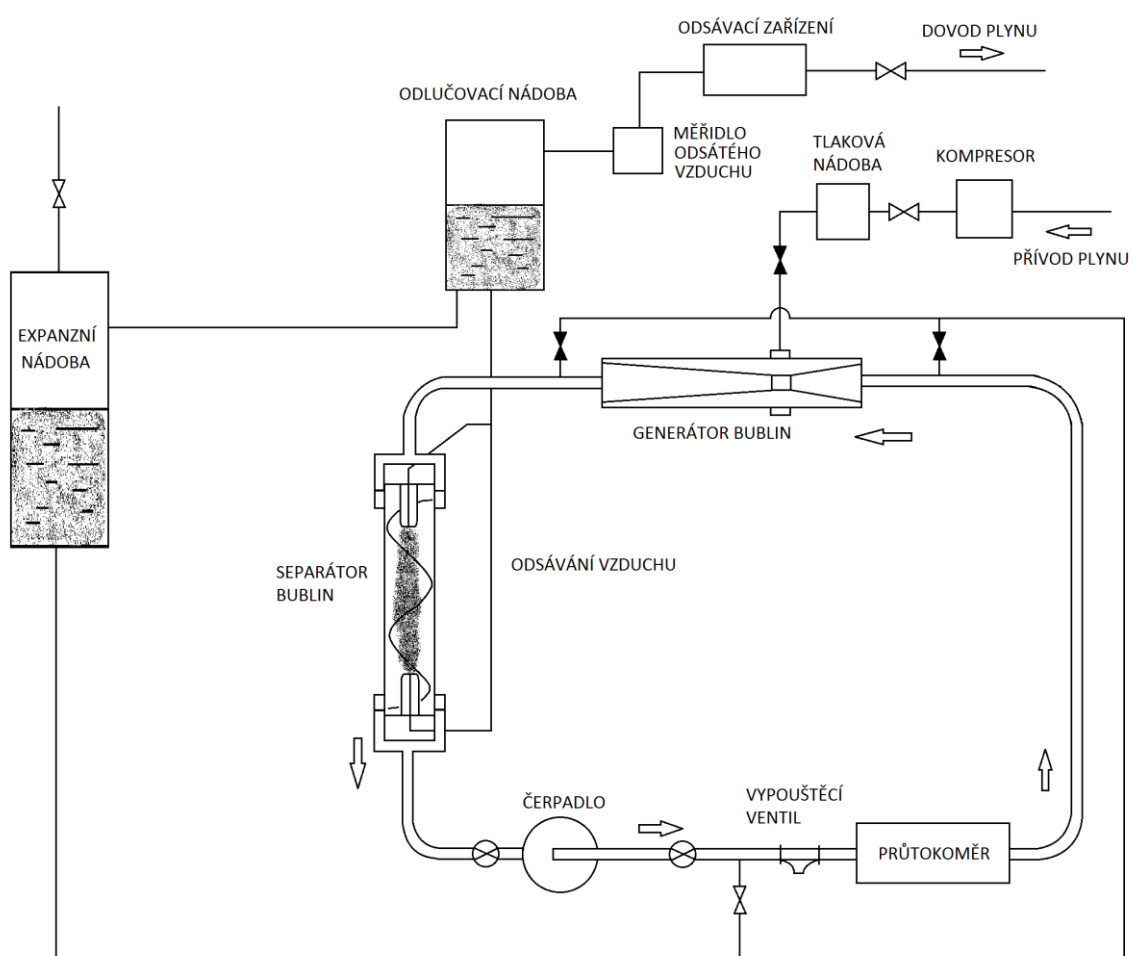 ODSÁVACÍ ZAŘÍZENÍ
DOVOD PLYNU
ODLUČOVACÍ NÁDOBA
MĚŘIDLO
ODSÁTÉHO
VZDUCHU
TLAKOVÁ
NÁDOBA
KOMPRESOR
PŘÍVOD PLYNU
EXPANZNÍ
NÁDOBA
GENERÁTOR BUBLIN
SEPARÁTOR
BUBLIN
ODSÁVÁNÍ VZDUCHU
ČERPADLO
VYPOUŠTĚCÍ
VENTIL
PRŮTOKOMĚR